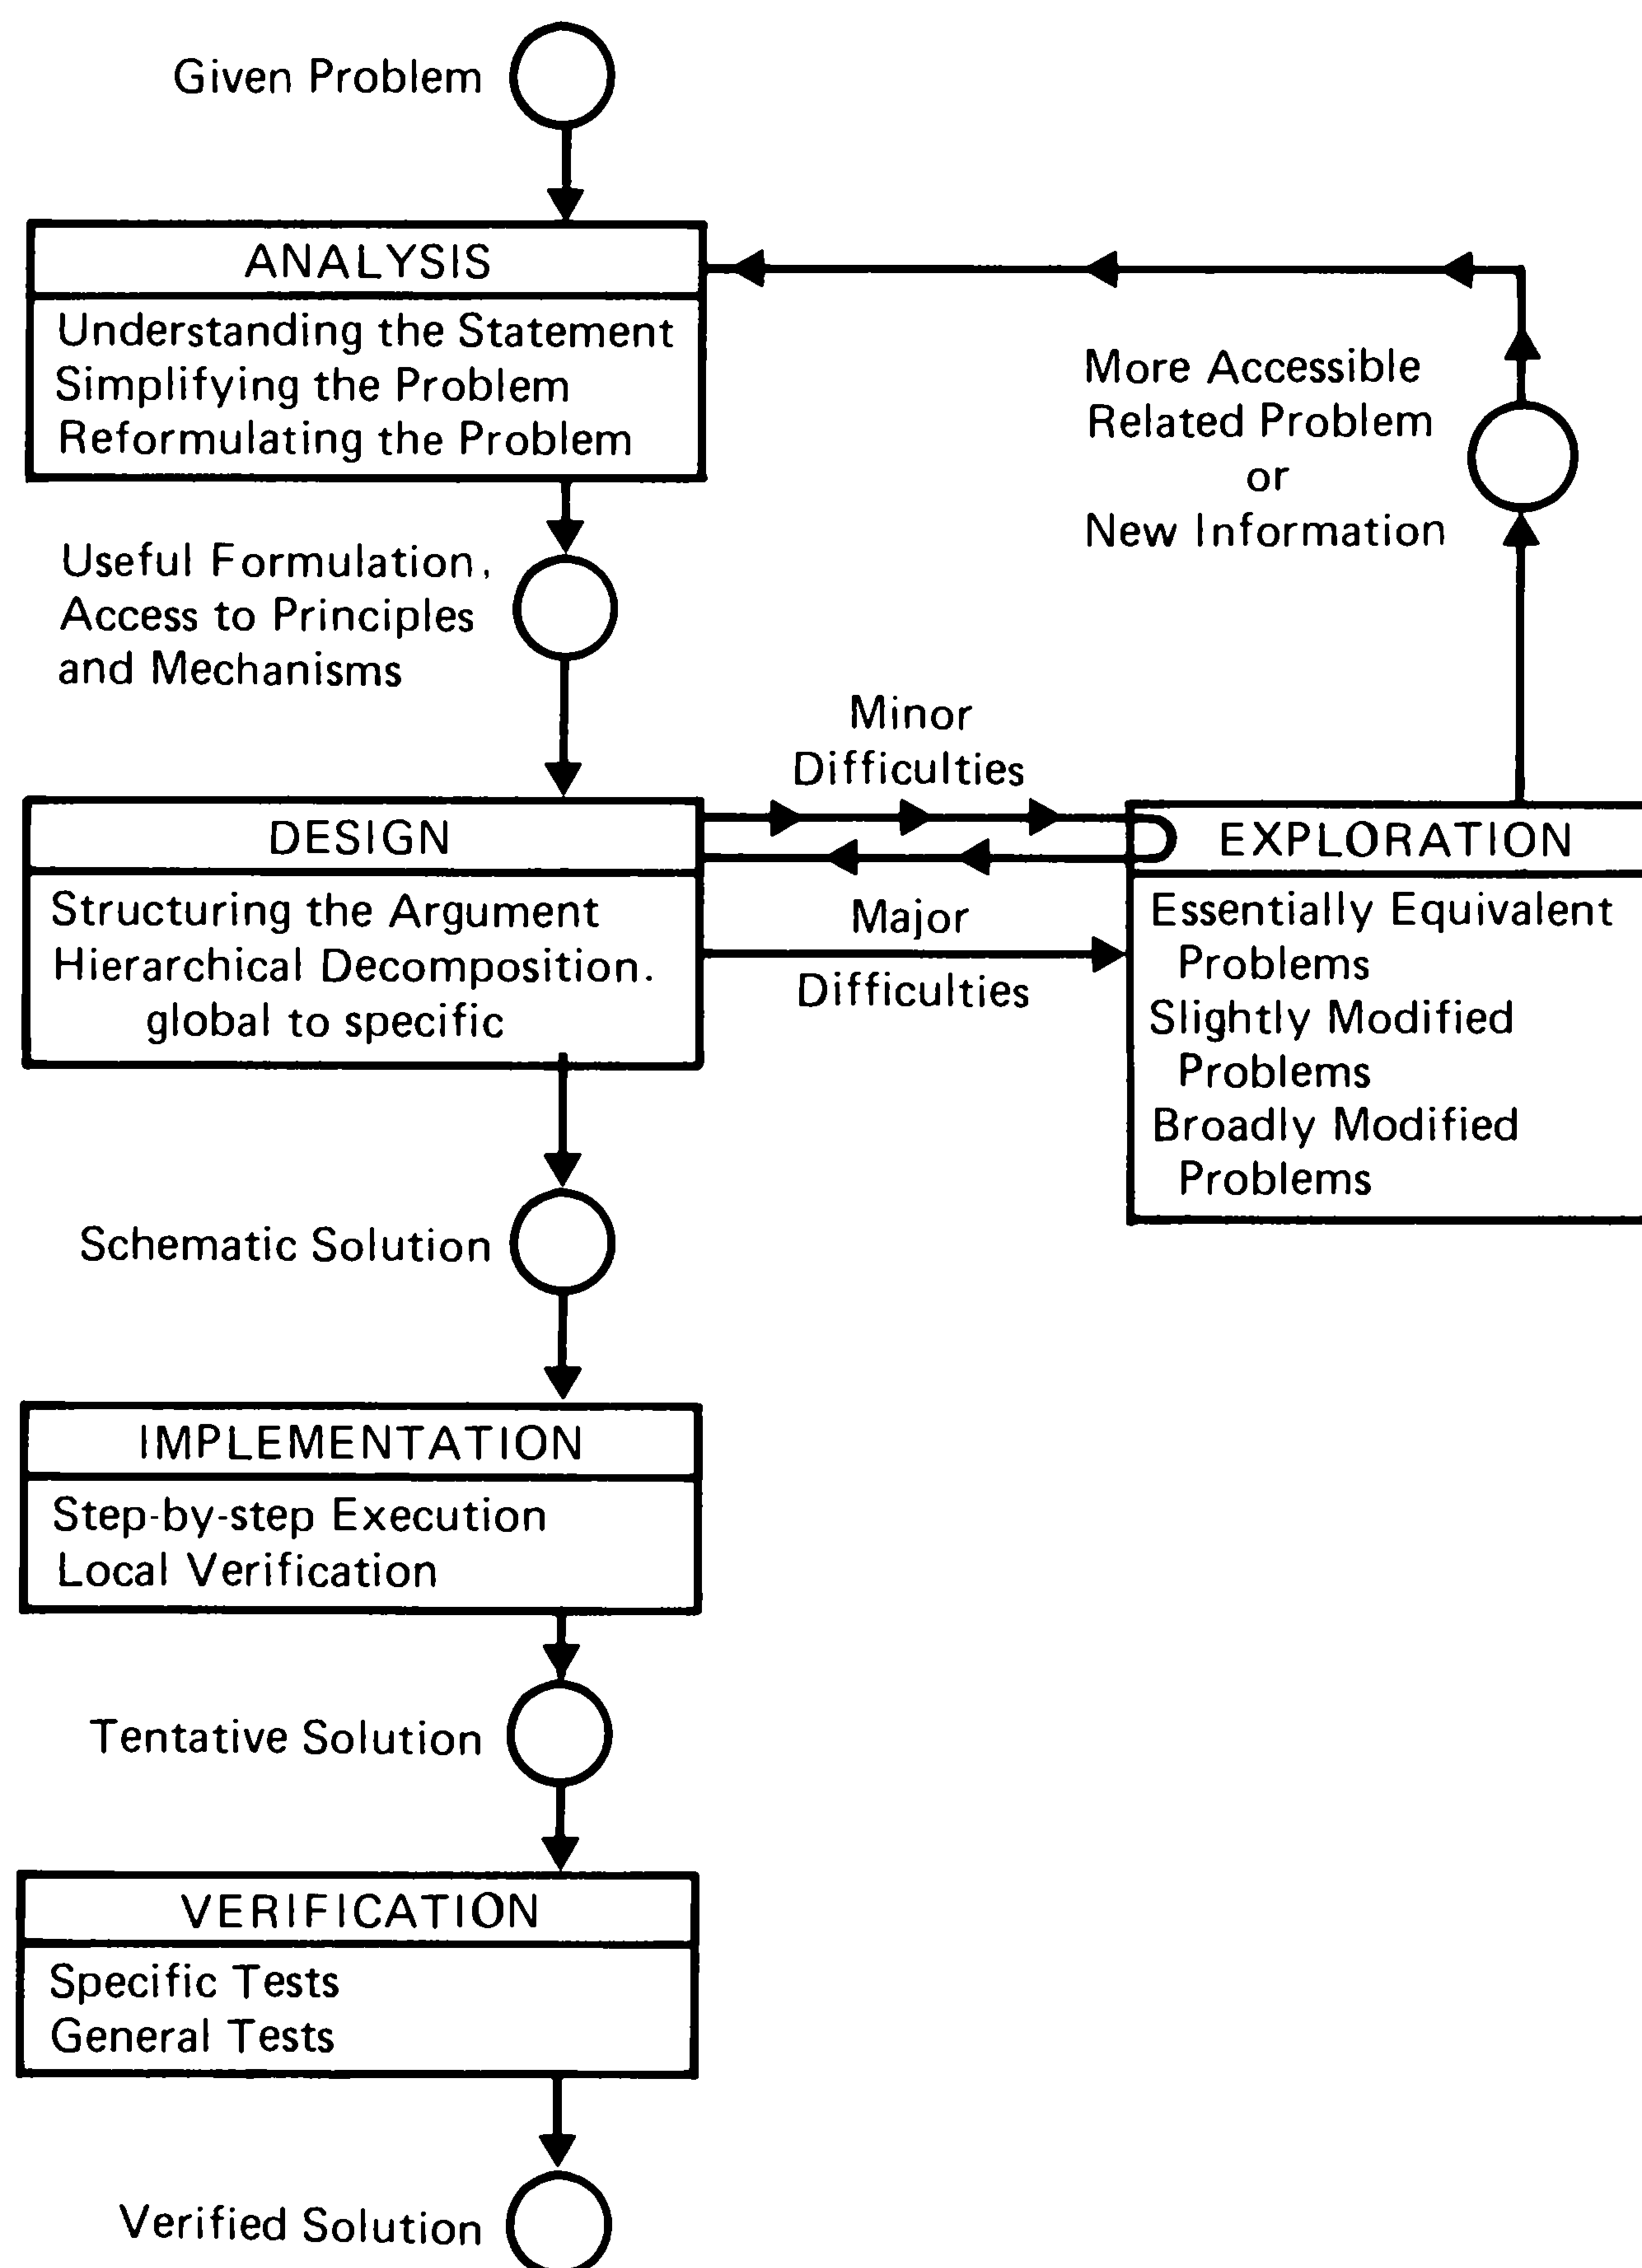 Given Problem
ANALYSIS
Understanding the Statement
Simplifying the Problem
Reformulating the Problem
More Accessible
Related Problem
or
New Information
Useful Formulation,
Access to Principles
and Mechanisms
Minor
Difficulties
DESIGN
Structuring the Argument
Hierarchical Decomposition.
global to specific
Major
Difficulties
EXPLORATION
Essentially Equivalent
Problems
Slightly Modified
Problems
Broadly Modified
Problems
Schematic Solution
IMPLEMENTATION
Step-by-step Execution
Local Verification
Tentative Solution
VERIFICATION
Specific Tests
General Tests
Verified Solution